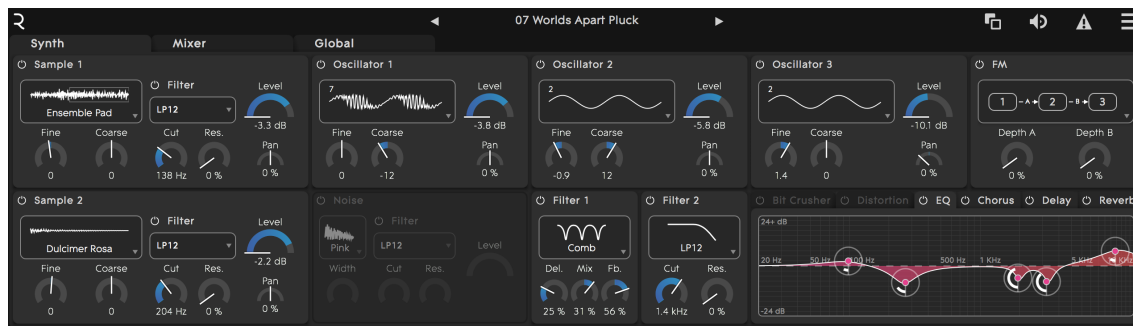 07 Worlds Apart Pluck
Synth Mixer Global
Sample 1
Ensemble Pad
Filter
LP12
Level
-3.3 dB
Fine Coarse Cut Res. Pan
0 0 138 Hz 0 % 0 %
Oscillator 1
7
Level
-3.8 dB
Fine Coarse Pan
0 -12 0 %
Oscillator 2
2
Level
-5.8 dB
Fine Coarse Pan
-0.9 12 0 %
Oscillator 3
2
Level
-10.1 dB
Fine Coarse Pan
1.4 0 0 %
FM
1 -A→ 2 -B→ 3
Depth A Depth B
0 % 0 %
Sample 2
Dulcimer Rosa
Filter
LP12
Level
-2.2 dB
Fine Coarse Cut Res. Pan
0 0 204 Hz 0 % 0 %
Noise
Pink
Filter
LP12
Level
Width Cut Res.
Filter 1
Comb
Del. Mix Fb.
25 % 31 % 56 %
Filter 2
LP12
Cut Res.
1.4 kHz 0 %
Bit Crusher Distortion EQ Chorus Delay Reverb
24+ dB
20 Hz 50 Hz 100 Hz 500 Hz 1 KHz 5 KHz
-24 dB